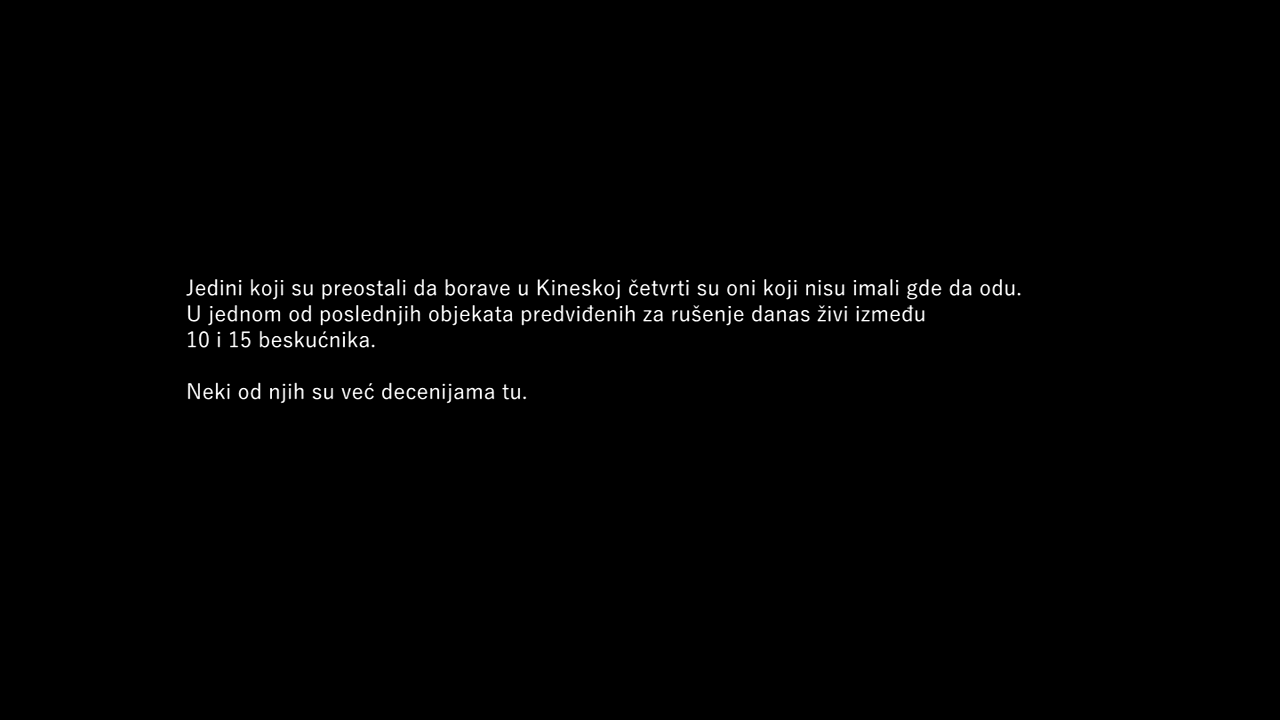 Jedini koji su preostali da borave u Kineskoj četvrti su oni koji nisu imali gde da odu.
U jednom od poslednjih objekata predviđenih za rušenje danas živi između
10 i 15 beskućnika.
Neki od njih su već decenijama tu.